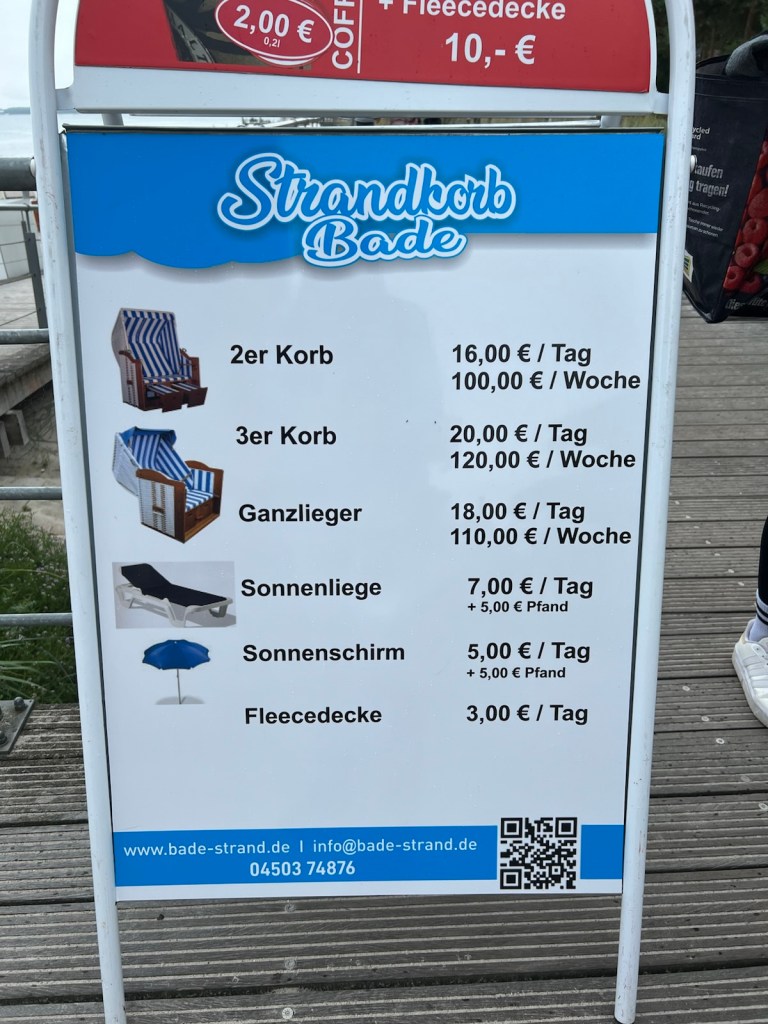 2,00 €
0,2l
+ Fleecedecke
10,- €
Strandkorb
Bade
2er Korb 16,00 € / Tag
100,00 € / Woche
3er Korb 20,00 € / Tag
120,00 € / Woche
Ganzlieger 18,00 € / Tag
110,00 € / Woche
Sonnenliege 7,00 € / Tag
+ 5,00 € Pfand
Sonnenschirm 5,00 € / Tag
+ 5,00 € Pfand
Fleecedecke 3,00 € / Tag
www.bade-strand.de I info@bade-strand.de
04503 74876
tragen!